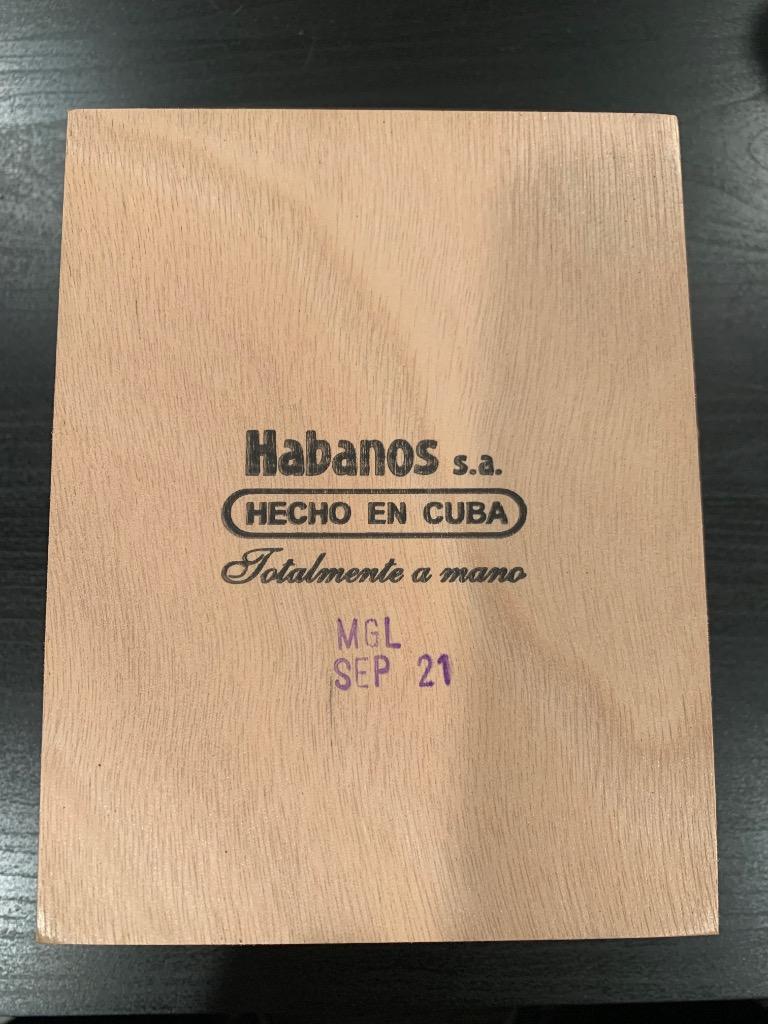 Habanos s.a.
HECHO EN CUBA
Totalmente a mano
MGL
SEP 21